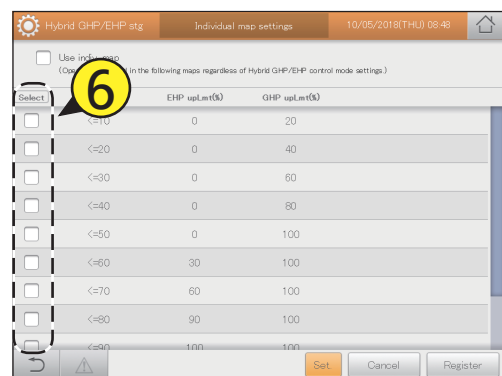 Hybrid GHP/EHP stg Individual map settings 10/05/2018(THU) 08:48
Use indiv. map
in the following maps regardless of Hybrid GHP/EHP control mode settings.)
6
Select EHP upLmt(%) GHP upLmt(%)
<=10 0 20
<=20 0 40
<=30 0 60
<=40 0 80
<=50 0 100
<=60 30 100
<=70 60 100
<=80 90 100
<=90 100 100
Set. Cancel Register